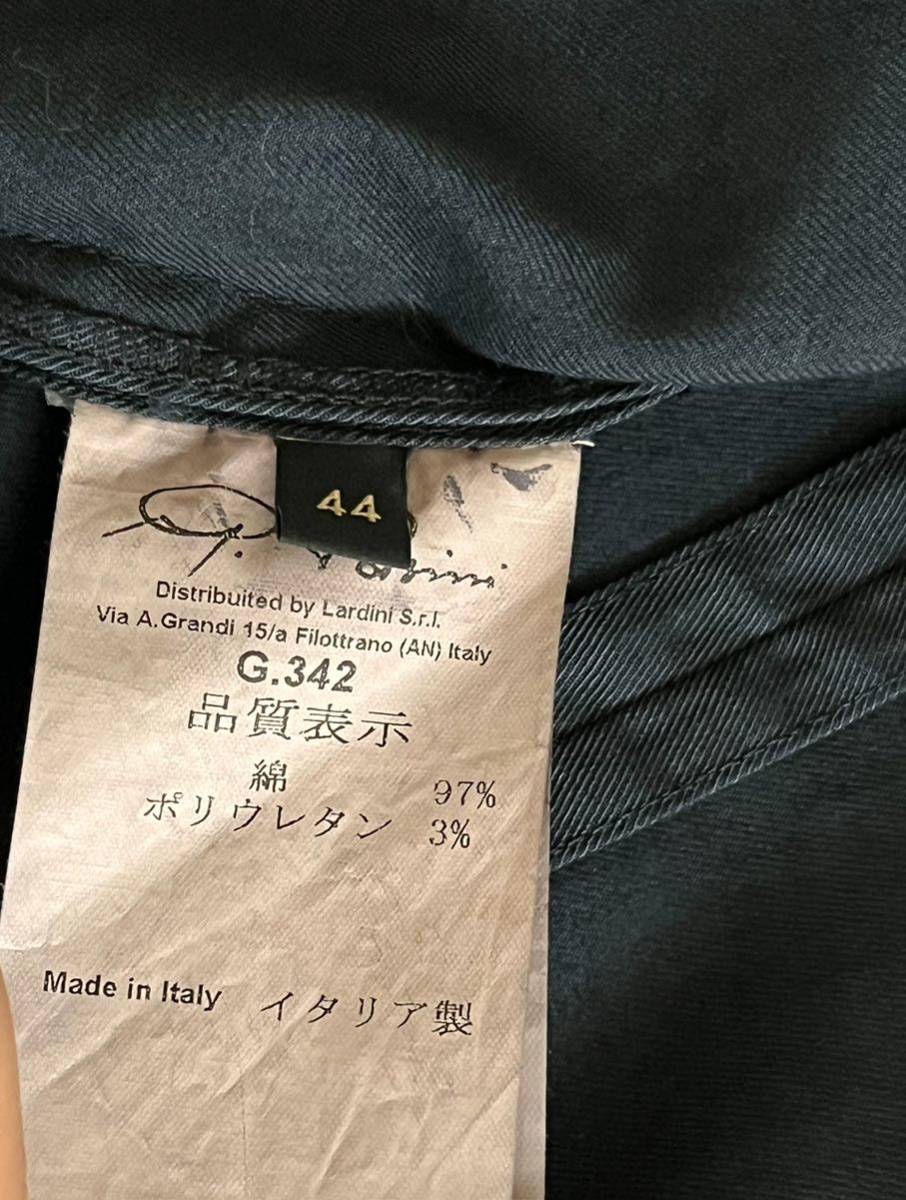 44
Distribuited by Lardini S.r.l.
Via A.Grandi 15/a Filottrano (AN) Italy
G.342
品質表示
綿 97%
ポリウレタン 3%
Made in Italy イタリア製